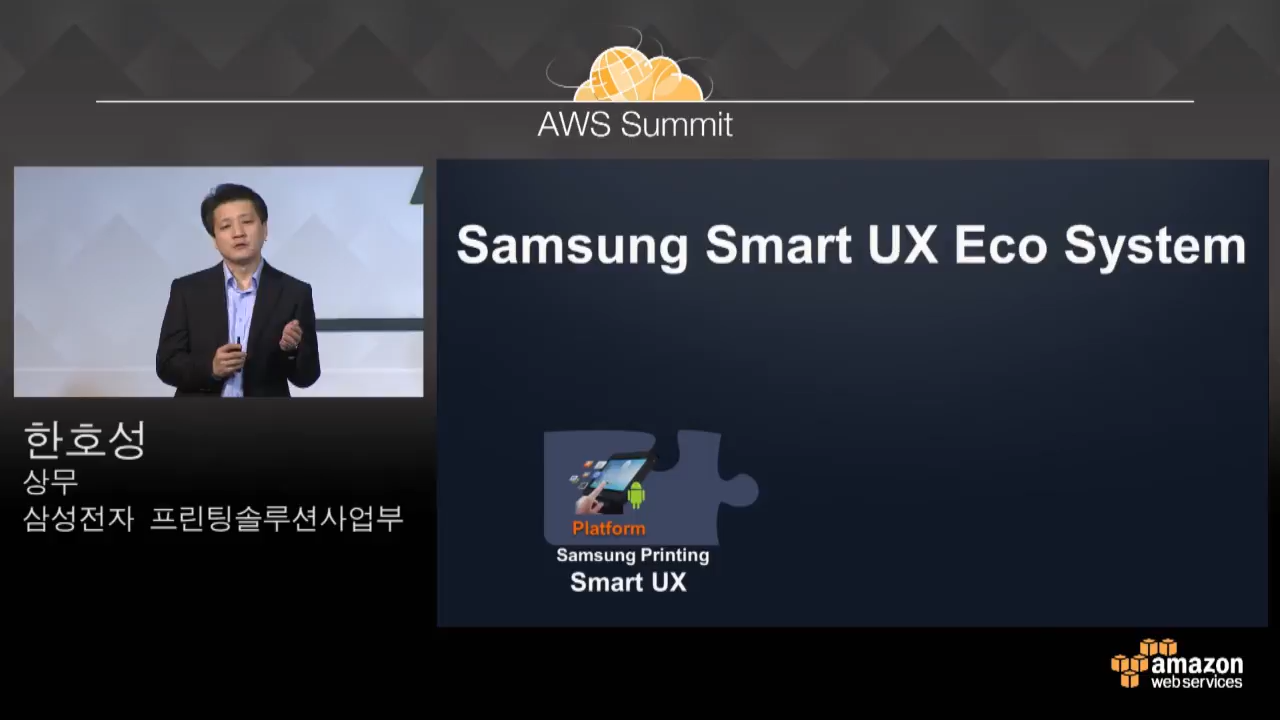 AWS Summit
Samsung Smart UX Eco System
Platform
Samsung Printing
Smart UX
한호성
상무
삼성전자 프린팅솔루션사업부
amazon
web services